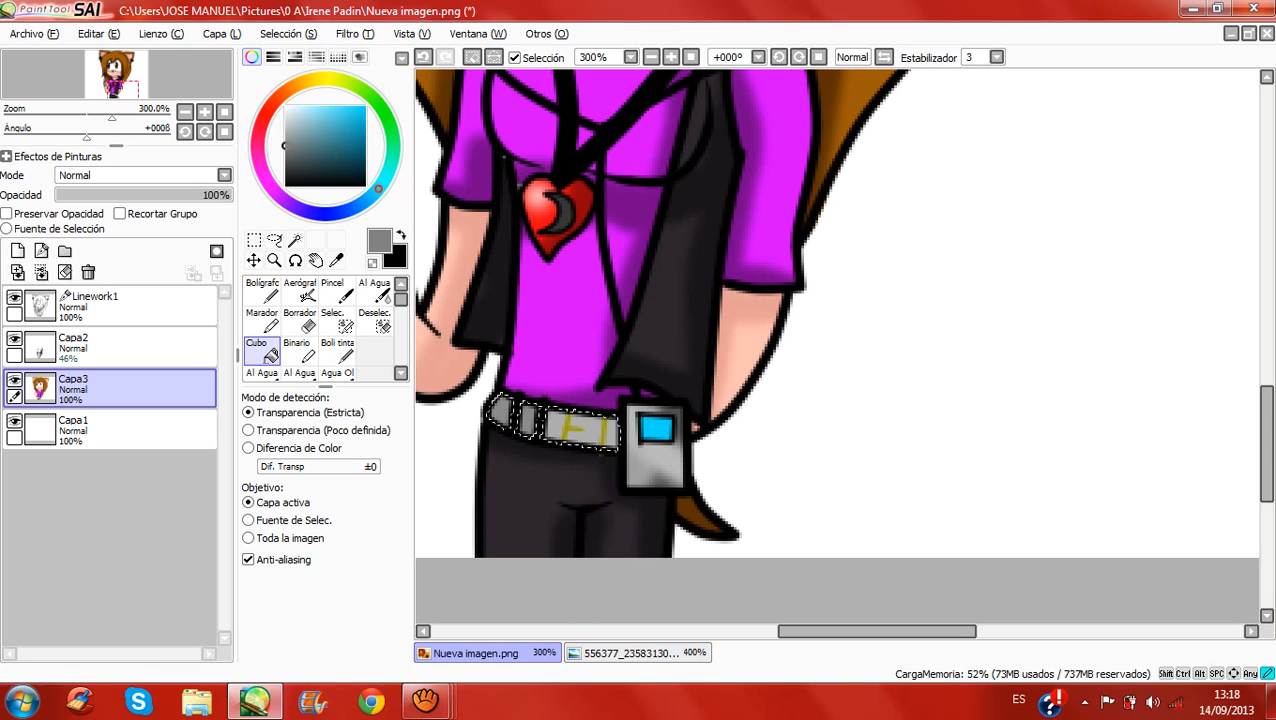 PaintTool SAI C:\Users\JOSE MANUEL\Pictures\0 A\Irene Padin\Nueva imagen.png (*)
Archivo (F) Editar (E) Lienzo (C) Capa (L) Selección (S) Filtro (T) Vista (V) Ventana (W) Otros (O)
Selección 300% +000º Normal Estabilizador 3
Zoom 300.0%
Ángulo +000ß
Efectos de Pinturas
Mode Normal
Opacidad 100%
Preservar Opacidad Recortar Grupo
Fuente de Selección
Linework1
Normal
100%
Capa2
Normal
46%
Capa3
Normal
100%
Capa1
Normal
100%
Bolígrafc Aerógraf Pincel Al Agua
Marador Borrador Selec. Deselec.
Cubo Binario Boli tinta
Al Agua Al Agua Agua Ol
Modo de detección:
Transparencia (Estricta)
Transparencia (Poco definida)
Diferencia de Color
Dif. Transp ±0
Objetivo:
Capa activa
Fuente de Selec.
Toda la imagen
Anti-aliasing
Nueva imagen.png 300% 556377_23583130... 400%
CargaMemoria: 52% (73MB usados / 737MB reservados) Shift Ctrl Alt SPC Any
ES 13:18
14/09/2013